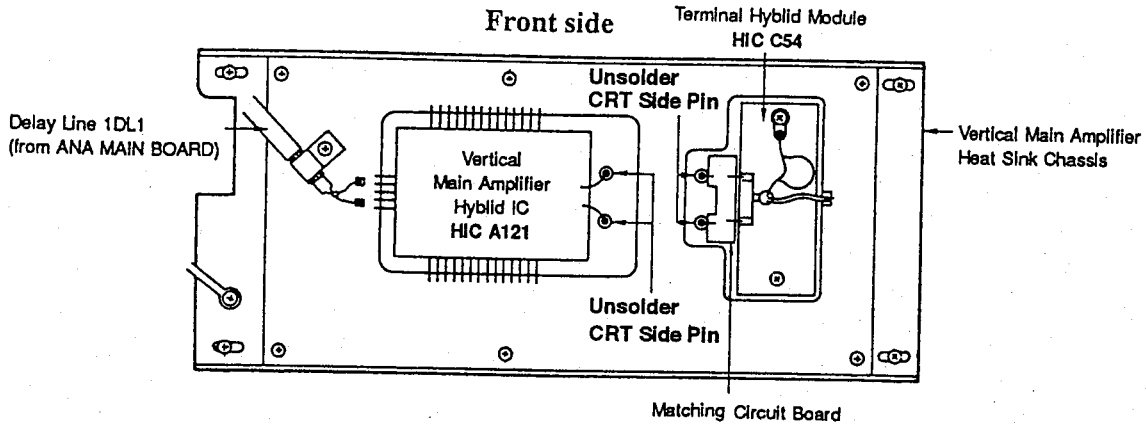 Front side
Terminal Hyblid Module
HIC C54
Unsolder
CRT Side Pin
Delay Line 1DL1
(from ANA MAIN BOARD)
Vertical
Main Amplifier
Hyblid IC
HIC A121
Vertical Main Amplifier
Heat Sink Chassis
Unsolder
CRT Side Pin
Matching Circuit Board